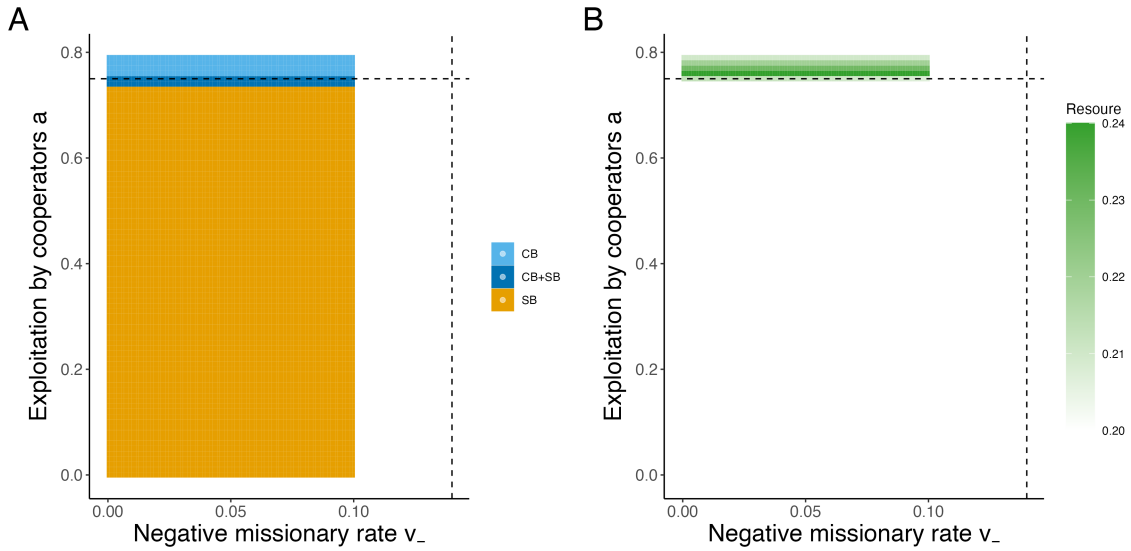 A
Exploitation by cooperators a
0.8
0.6
0.4
0.2
0.0
0.00 0.05 0.10
Negative missionary rate v_
CB
CB+SB
SB
B
Exploitation by cooperators a
0.8
0.6
0.4
0.2
0.0
0.00 0.05 0.10
Negative missionary rate v_
Resoure
0.24
0.23
0.22
0.21
0.20